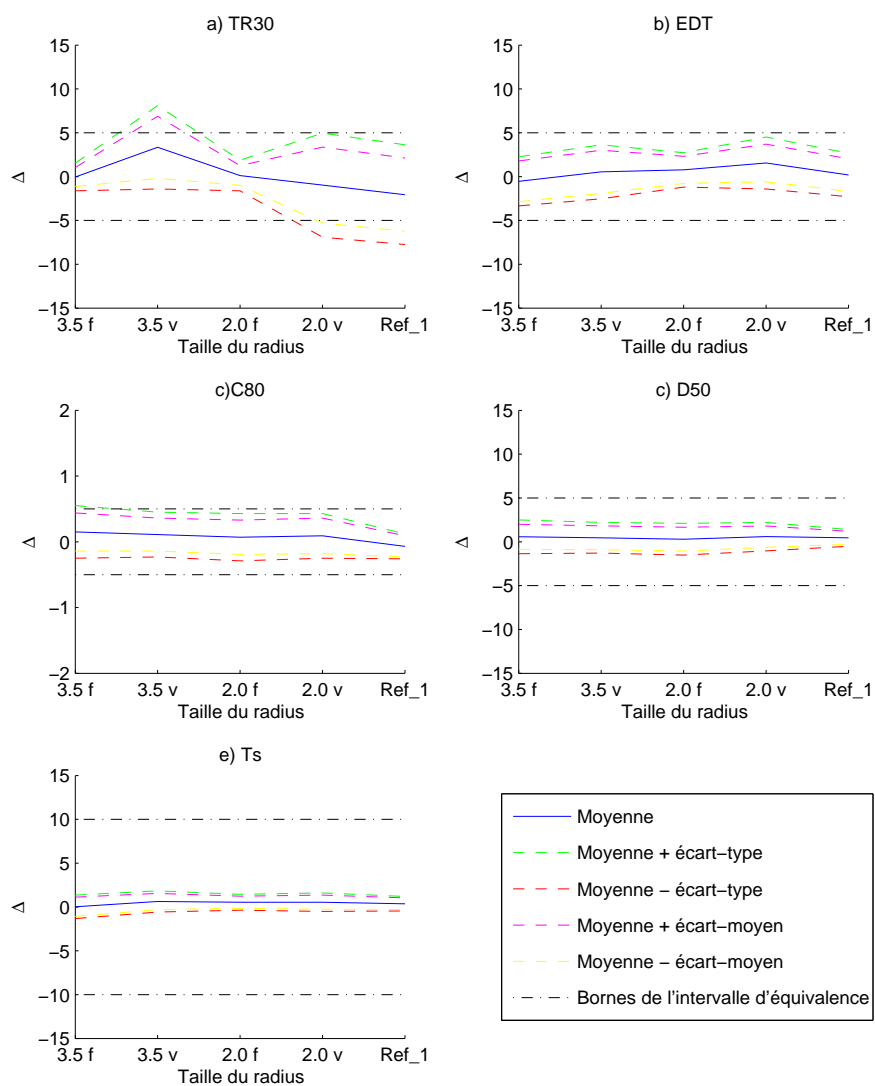 a) TR30
15
10
5
0
−5
−10
−15
Δ
3.5 f 3.5 v 2.0 f 2.0 v Ref_1
Taille du radius
b) EDT
15
10
5
0
−5
−10
−15
Δ
3.5 f 3.5 v 2.0 f 2.0 v Ref_1
Taille du radius
c)C80
2
1
0
−1
−2
Δ
3.5 f 3.5 v 2.0 f 2.0 v Ref_1
Taille du radius
c) D50
15
10
5
0
−5
−10
−15
Δ
3.5 f 3.5 v 2.0 f 2.0 v Ref_1
Taille du radius
e) Ts
15
10
5
0
−5
−10
−15
Δ
3.5 f 3.5 v 2.0 f 2.0 v Ref_1
Taille du radius
Moyenne
Moyenne + écart−type
Moyenne − écart−type
Moyenne + écart−moyen
Moyenne − écart−moyen
Bornes de l'intervalle d'équivalence